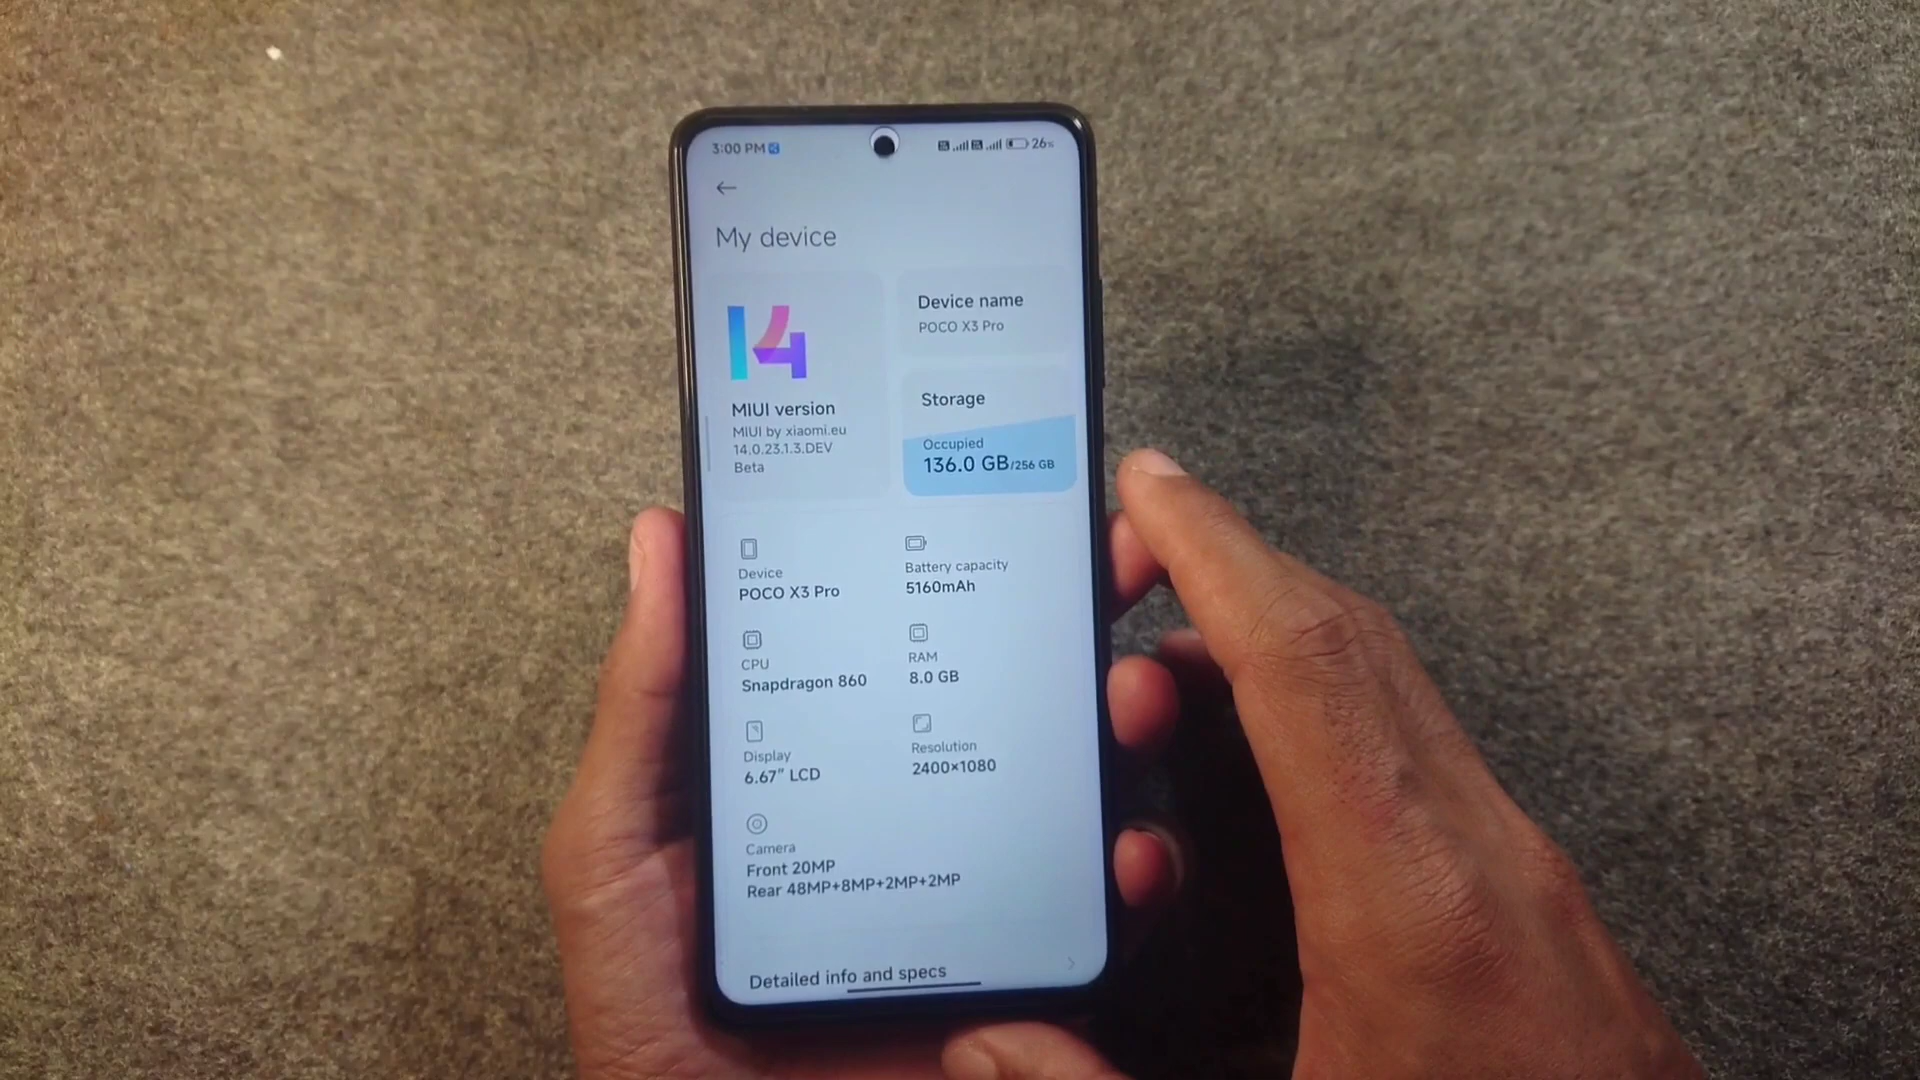 3:00 PM
26%
My device
14
MIUI version
MIUI by xiaomi.eu
14.0.23.1.3.DEV
Beta
Device name
POCO X3 Pro
Storage
Occupied
136.0 GB/256 GB
Device
POCO X3 Pro
Battery capacity
5160mAh
CPU
Snapdragon 860
RAM
8.0 GB
Display
6.67" LCD
Resolution
2400×1080
Camera
Front 20MP
Rear 48MP+8MP+2MP+2MP
Detailed info and specs